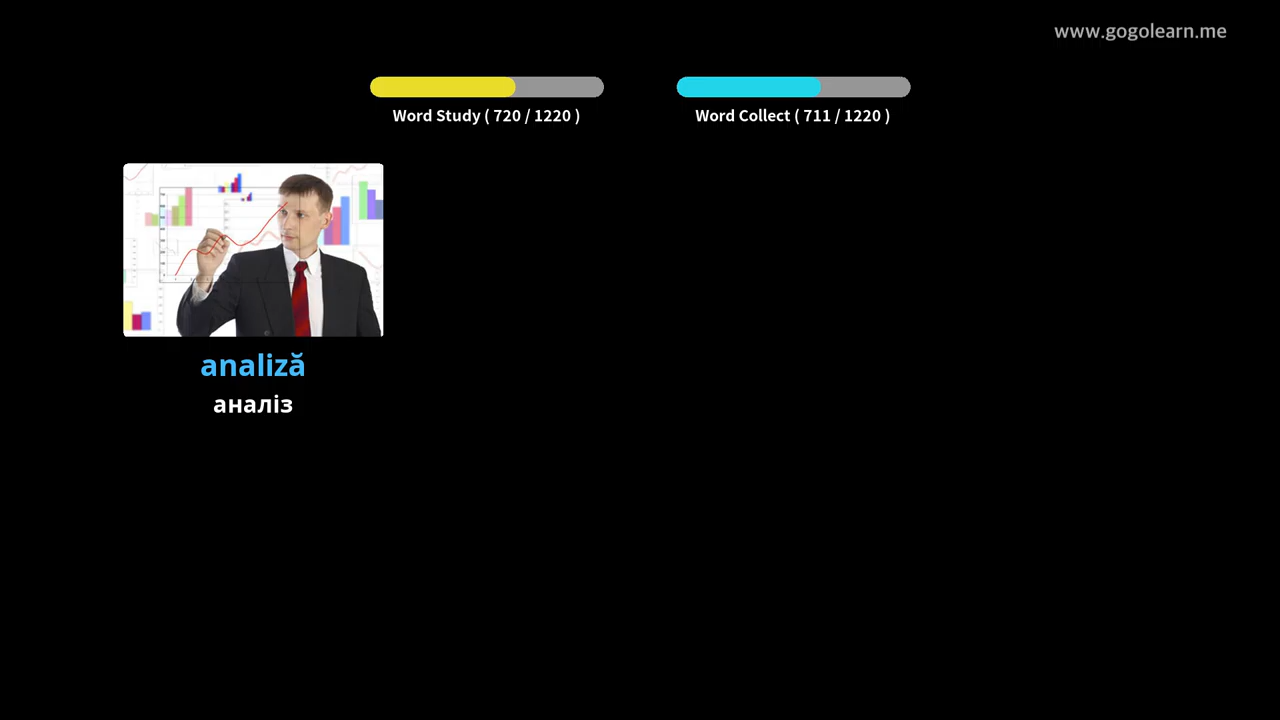 www.gogolearn.me
Word Study ( 720 / 1220 )
Word Collect ( 711 / 1220 )
analiză
аналіз